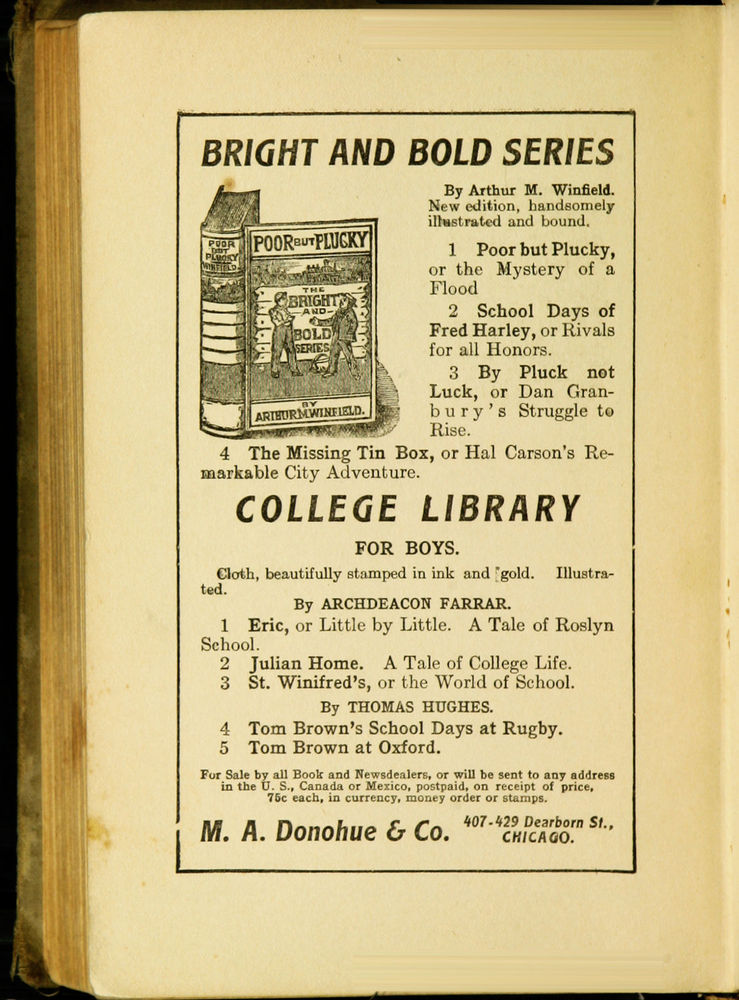 BRIGHT AND BOLD SERIES
By Arthur M. Winfield.
New edition, handsomely
illustrated and bound.
POOR
BUT
PLUCKY
WINFIELD
POOR BUT PLUCKY
THE
BRIGHT
AND
BOLD
SERIES
BY
ARTHUR M. WINFIELD.
1 Poor but Plucky,
or the Mystery of a
Flood
2 School Days of
Fred Harley, or Rivals
for all Honors.
3 By Pluck not
Luck, or Dan Gran-
bury's Struggle to
Rise.
4 The Missing Tin Box, or Hal Carson's Re-
markable City Adventure.
COLLEGE LIBRARY
FOR BOYS.
Cloth, beautifully stamped in ink and gold. Illustra-
ted.
By ARCHDEACON FARRAR.
1 Eric, or Little by Little. A Tale of Roslyn
School.
2 Julian Home. A Tale of College Life.
3 St. Winifred's, or the World of School.
By THOMAS HUGHES.
4 Tom Brown's School Days at Rugby.
5 Tom Brown at Oxford.
For Sale by all Book and Newsdealers, or will be sent to any address
in the U. S., Canada or Mexico, postpaid, on receipt of price,
75c each, in currency, money order or stamps.
M. A. Donohue & Co. 407-429 Dearborn St.,
CHICAGO.